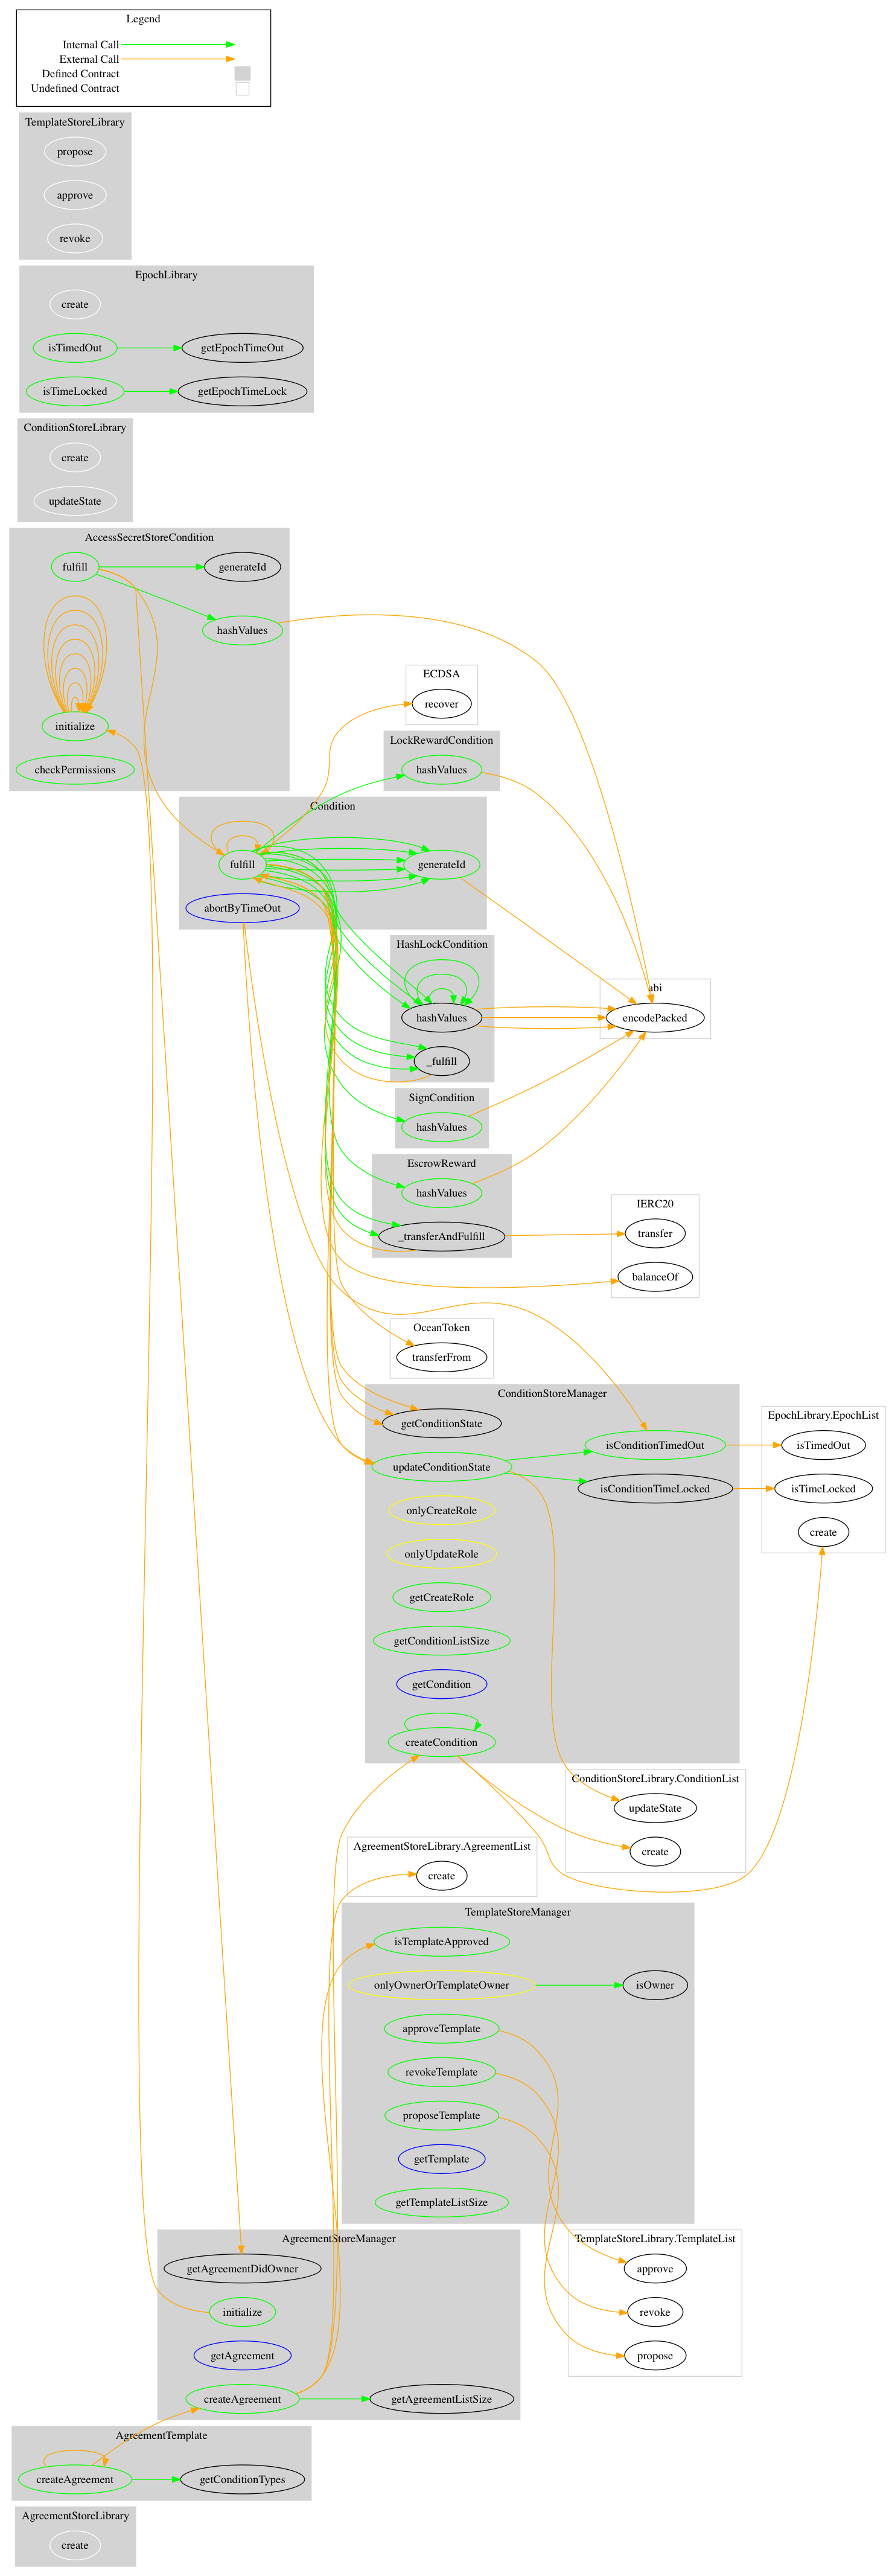 Legend
Internal Call
External Call
Defined Contract
Undefined Contract
TemplateStoreLibrary
propose
approve
revoke
EpochLibrary
create
isTimedOut
getEpochTimeOut
isTimeLocked
getEpochTimeLock
ConditionStoreLibrary
create
updateState
AccessSecretStoreCondition
fulfill
generateId
hashValues
initialize
checkPermissions
ECDSA
recover
LockRewardCondition
hashValues
Condition
fulfill
generateId
abortByTimeOut
HashLockCondition
hashValues
_fulfill
abi
encodePacked
SignCondition
hashValues
EscrowReward
hashValues
_transferAndFulfill
IERC20
transfer
balanceOf
OceanToken
transferFrom
ConditionStoreManager
getConditionState
isConditionTimedOut
updateConditionState
isConditionTimeLocked
onlyCreateRole
onlyUpdateRole
getCreateRole
getConditionListSize
getCondition
createCondition
EpochLibrary.EpochList
isTimedOut
isTimeLocked
create
ConditionStoreLibrary.ConditionList
updateState
create
AgreementStoreLibrary.AgreementList
create
TemplateStoreManager
isTemplateApproved
onlyOwnerOrTemplateOwner
isOwner
approveTemplate
revokeTemplate
proposeTemplate
getTemplate
getTemplateListSize
TemplateStoreLibrary.TemplateList
approve
revoke
propose
AgreementStoreManager
getAgreementDidOwner
initialize
getAgreement
createAgreement
getAgreementListSize
AgreementTemplate
createAgreement
getConditionTypes
AgreementStoreLibrary
create